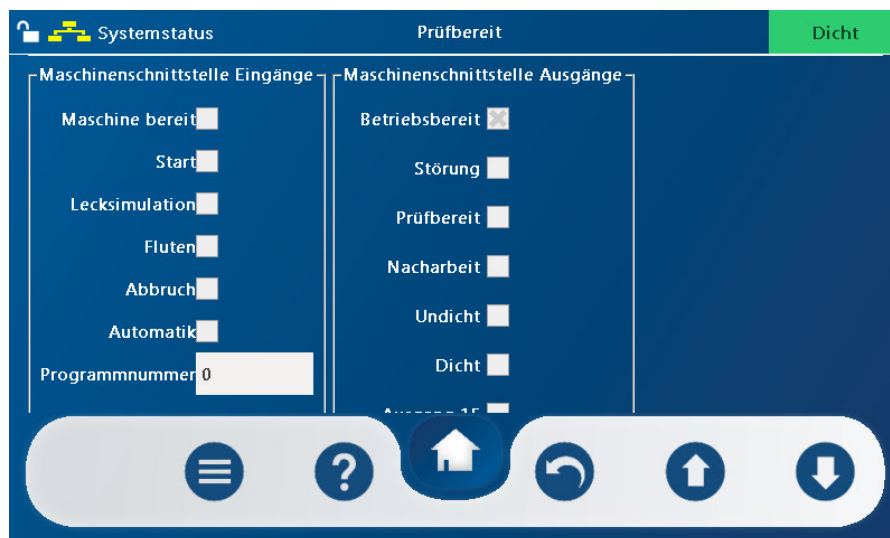 Systemstatus Prüfbereit Dicht
Maschinenschnittstelle Eingänge
Maschine bereit
Start
Lecksimulation
Fluten
Abbruch
Automatik
Programmnummer 0
Maschinenschnittstelle Ausgänge
Betriebsbereit
Störung
Prüfbereit
Nacharbeit
Undicht
Dicht